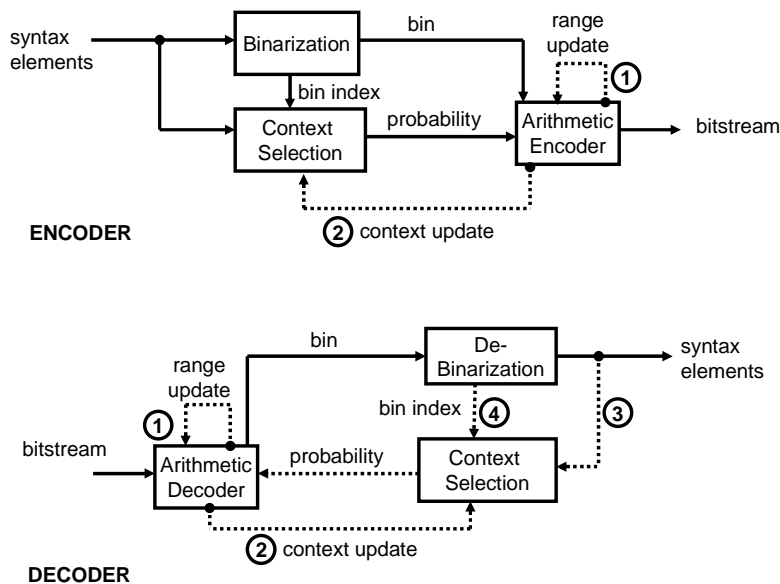 syntax
elements
Binarization
bin
range
update
1
bin index
Context
Selection
probability
Arithmetic
Encoder
bitstream
2 context update
ENCODER
bin
De-
Binarization
syntax
elements
range
update
1
bin index
4
3
bitstream
Arithmetic
Decoder
probability
Context
Selection
2 context update
DECODER